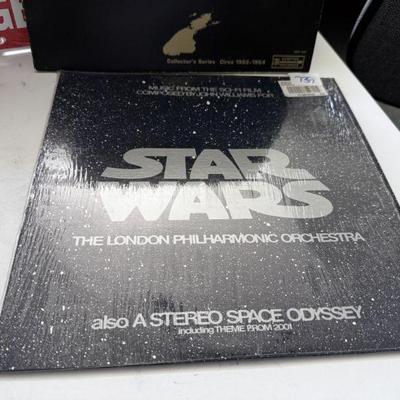 Collector's Series Circa 1962-1964
MUSIC FROM THE SCI-FI FILM
COMPOSED BY JOHN WILLIAMS FOR
STAR
WARS
THE LONDON PHILHARMONIC ORCHESTRA
also A STEREO SPACE ODYSSEY
including THEME FROM 2001